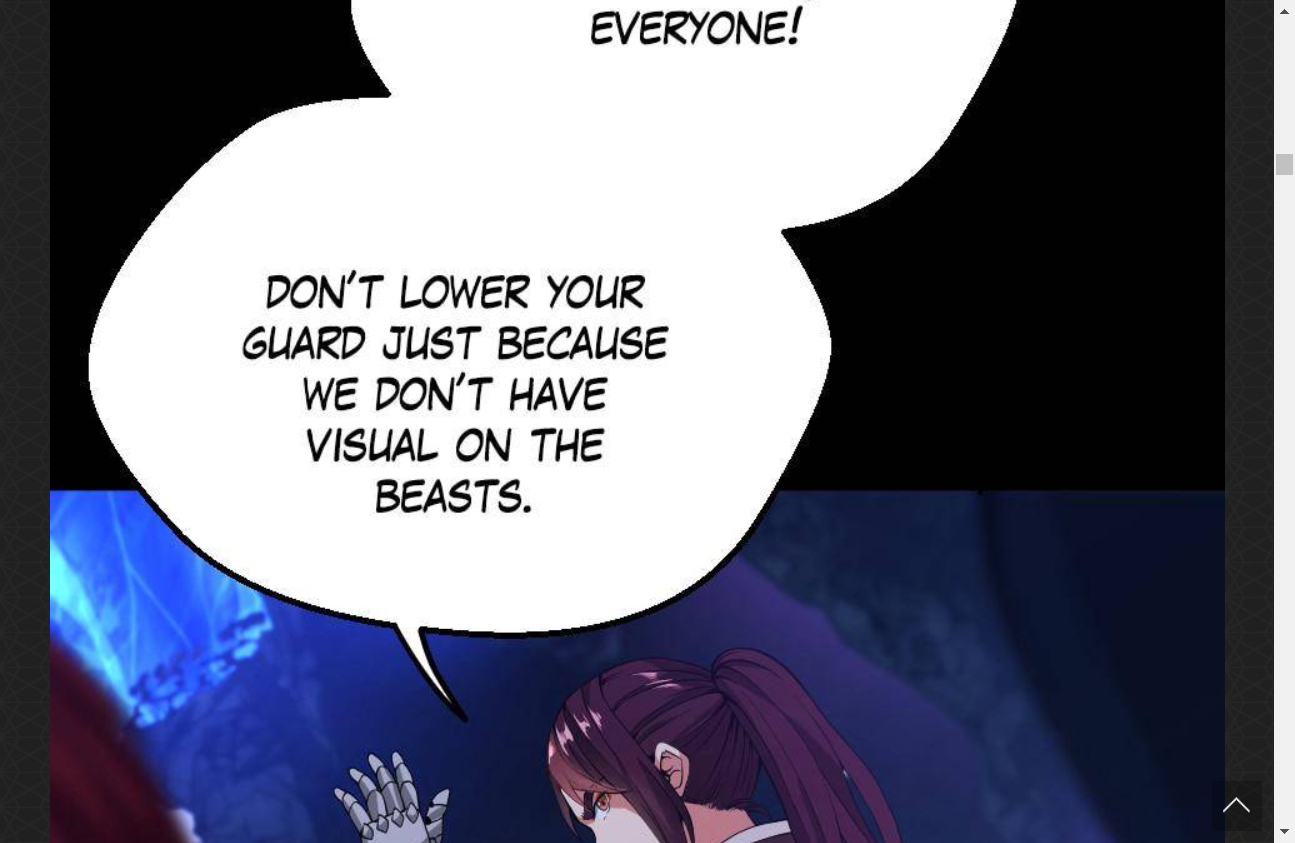 EVERYONE!
DON'T LOWER YOUR
GUARD JUST BECAUSE
WE DON'T HAVE
VISUAL ON THE
BEASTS.